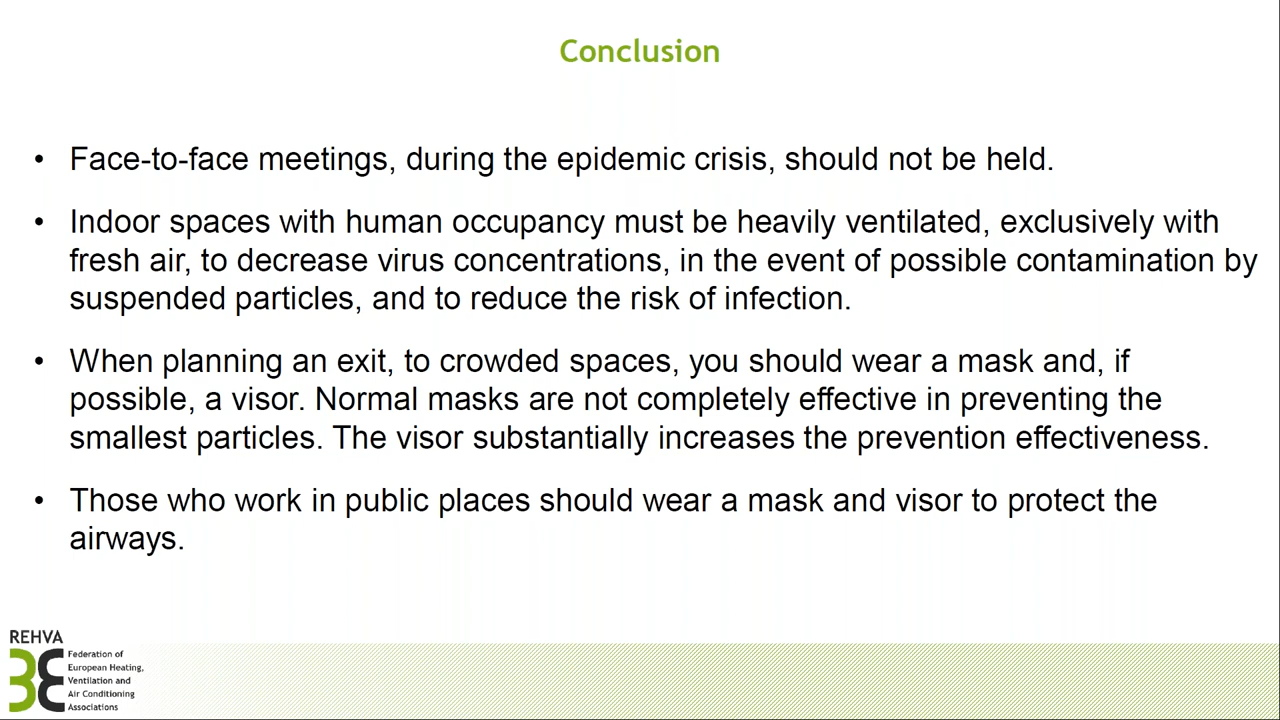 Conclusion
• Face-to-face meetings, during the epidemic crisis, should not be held.
• Indoor spaces with human occupancy must be heavily ventilated, exclusively with
fresh air, to decrease virus concentrations, in the event of possible contamination by
suspended particles, and to reduce the risk of infection.
• When planning an exit, to crowded spaces, you should wear a mask and, if
possible, a visor. Normal masks are not completely effective in preventing the
smallest particles. The visor substantially increases the prevention effectiveness.
• Those who work in public places should wear a mask and visor to protect the
airways.
REHVA
Federation of
European Heating,
Ventilation and
Air Conditioning
Associations